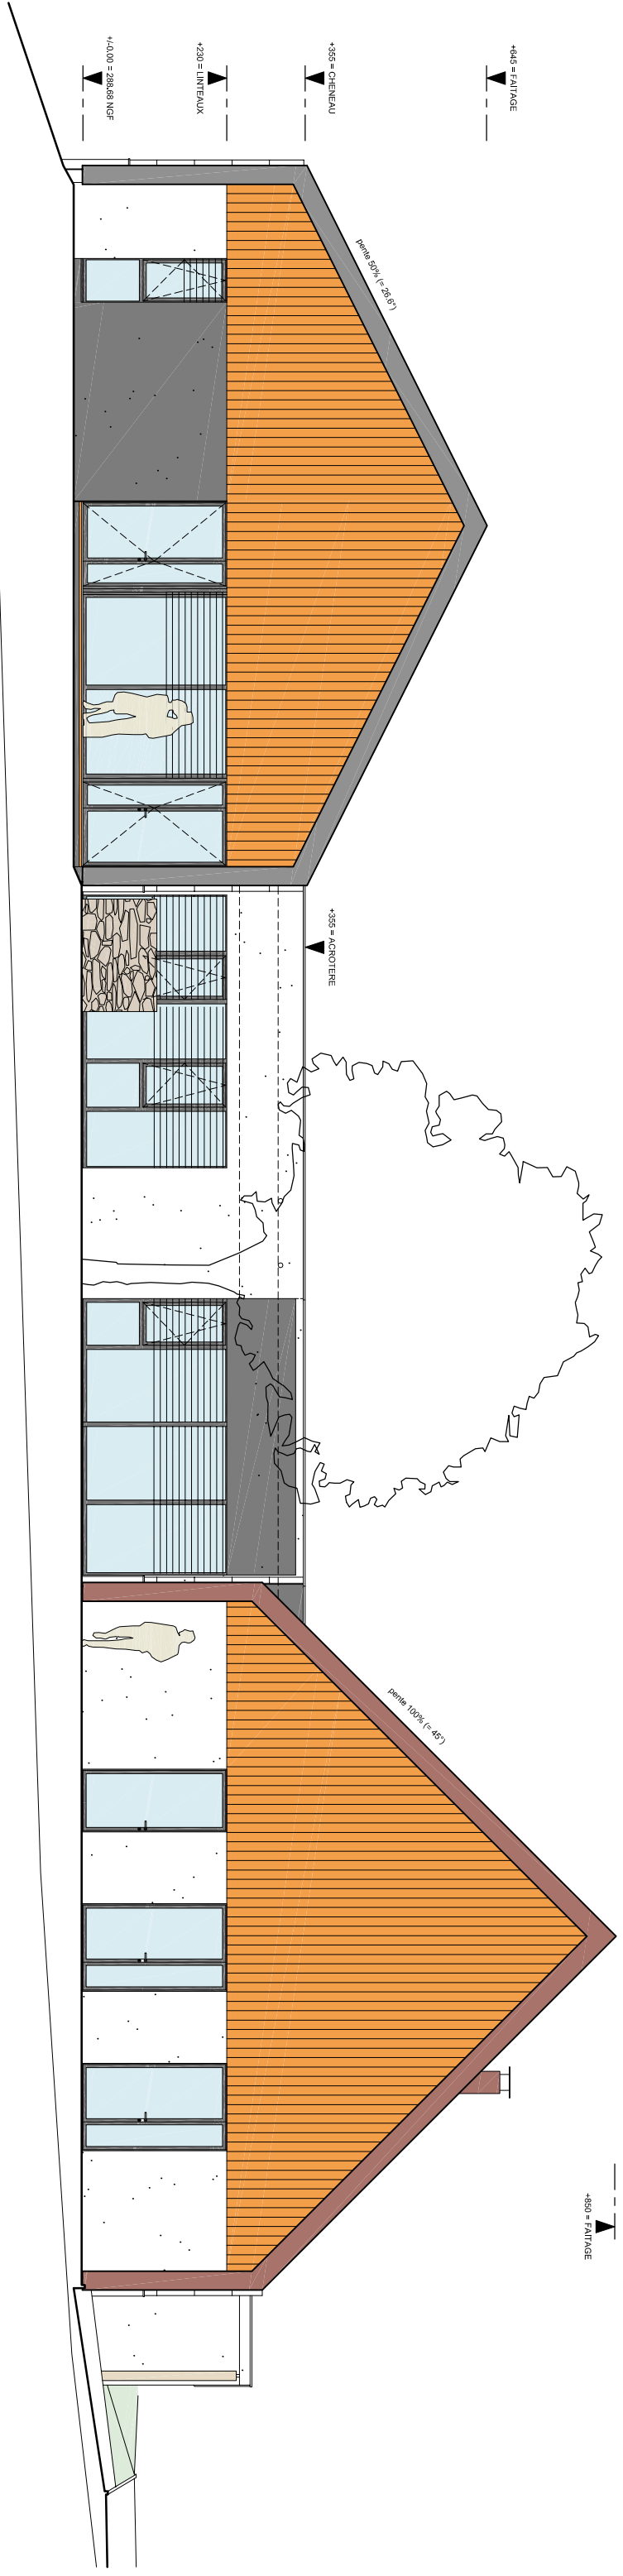 +645 = FAITAGE
+355 = CHENEAU
+230 = LINTEAUX
+/-0.00 = 288.68 NGF
pente 50% (= 26.6°)
+355 = ACROTERE
pente 100% (= 45°)
+850 = FAITAGE